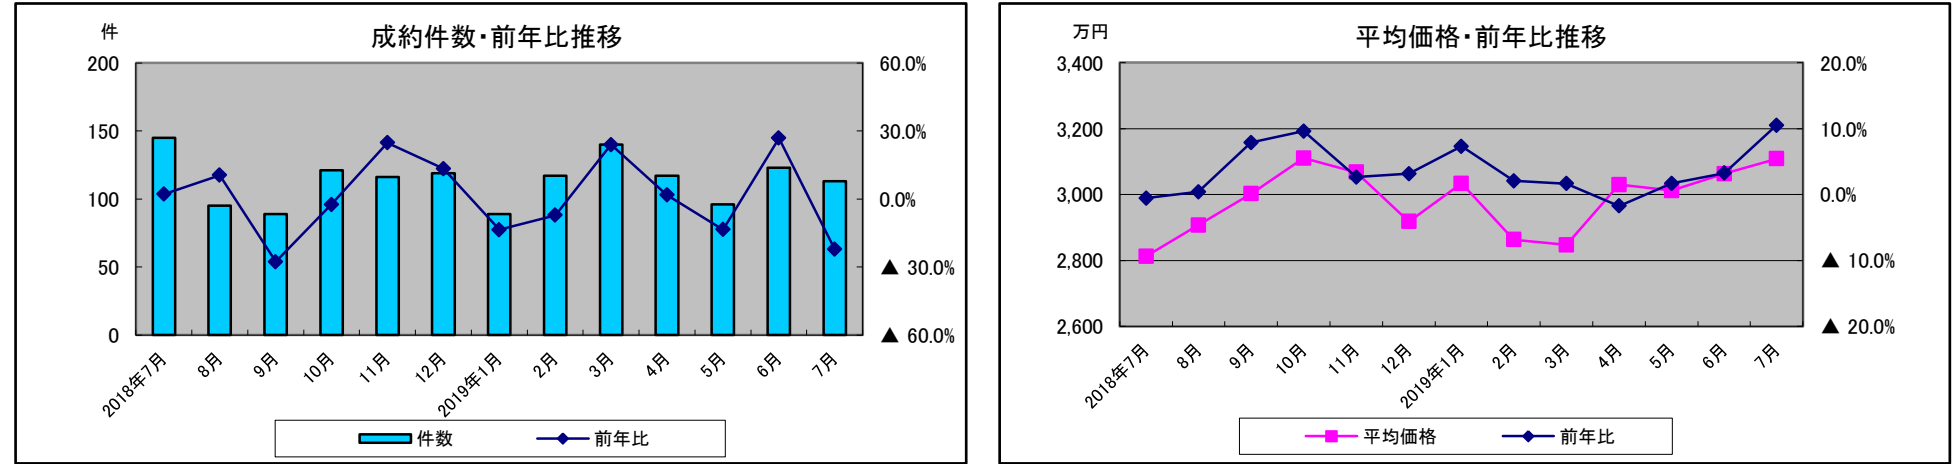 件
成約件数・前年比推移
200
150
100
50
0
60.0%
30.0%
0.0%
▲ 30.0%
▲ 60.0%
2018年7月
8月
9月
10月
11月
12月
2019年1月
2月
3月
4月
5月
6月
7月
件数
前年比
万円
平均価格・前年比推移
3,400
3,200
3,000
2,800
2,600
20.0%
10.0%
0.0%
▲ 10.0%
▲ 20.0%
2018年7月
8月
9月
10月
11月
12月
2019年1月
2月
3月
4月
5月
6月
7月
平均価格
前年比